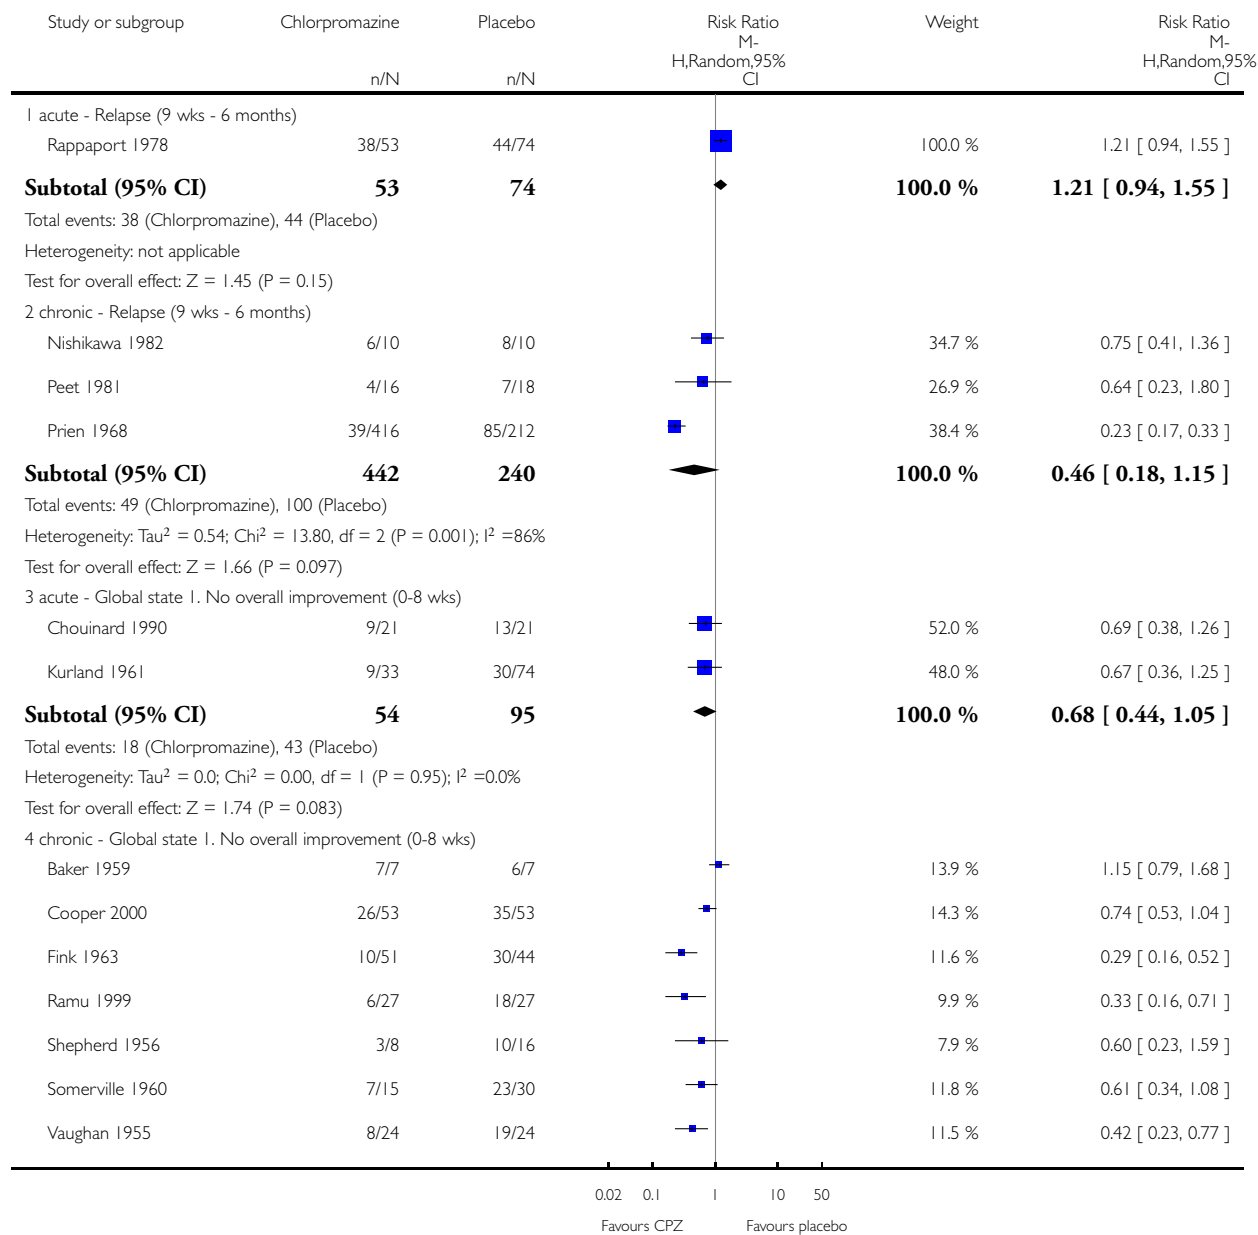 Study or subgroup Chlorpromazine Placebo Risk Ratio Weight Risk Ratio
M- M-
H,Random,95% H,Random,95%
n/N n/N CI CI
1 acute - Relapse (9 wks - 6 months)
Rappaport 1978 38/53 44/74 100.0 % 1.21 [ 0.94, 1.55 ]
Subtotal (95% CI) 53 74 100.0 % 1.21 [ 0.94, 1.55 ]
Total events: 38 (Chlorpromazine), 44 (Placebo)
Heterogeneity: not applicable
Test for overall effect: Z = 1.45 (P = 0.15)
2 chronic - Relapse (9 wks - 6 months)
Nishikawa 1982 6/10 8/10 34.7 % 0.75 [ 0.41, 1.36 ]
Peet 1981 4/16 7/18 26.9 % 0.64 [ 0.23, 1.80 ]
Prien 1968 39/416 85/212 38.4 % 0.23 [ 0.17, 0.33 ]
Subtotal (95% CI) 442 240 100.0 % 0.46 [ 0.18, 1.15 ]
Total events: 49 (Chlorpromazine), 100 (Placebo)
Heterogeneity: Tau² = 0.54; Chi² = 13.80, df = 2 (P = 0.001); I² =86%
Test for overall effect: Z = 1.66 (P = 0.097)
3 acute - Global state 1. No overall improvement (0-8 wks)
Chouinard 1990 9/21 13/21 52.0 % 0.69 [ 0.38, 1.26 ]
Kurland 1961 9/33 30/74 48.0 % 0.67 [ 0.36, 1.25 ]
Subtotal (95% CI) 54 95 100.0 % 0.68 [ 0.44, 1.05 ]
Total events: 18 (Chlorpromazine), 43 (Placebo)
Heterogeneity: Tau² = 0.0; Chi² = 0.00, df = 1 (P = 0.95); I² =0.0%
Test for overall effect: Z = 1.74 (P = 0.083)
4 chronic - Global state 1. No overall improvement (0-8 wks)
Baker 1959 7/7 6/7 13.9 % 1.15 [ 0.79, 1.68 ]
Cooper 2000 26/53 35/53 14.3 % 0.74 [ 0.53, 1.04 ]
Fink 1963 10/51 30/44 11.6 % 0.29 [ 0.16, 0.52 ]
Ramu 1999 6/27 18/27 9.9 % 0.33 [ 0.16, 0.71 ]
Shepherd 1956 3/8 10/16 7.9 % 0.60 [ 0.23, 1.59 ]
Somerville 1960 7/15 23/30 11.8 % 0.61 [ 0.34, 1.08 ]
Vaughan 1955 8/24 19/24 11.5 % 0.42 [ 0.23, 0.77 ]
0.02 0.1 1 10 50
Favours CPZ Favours placebo